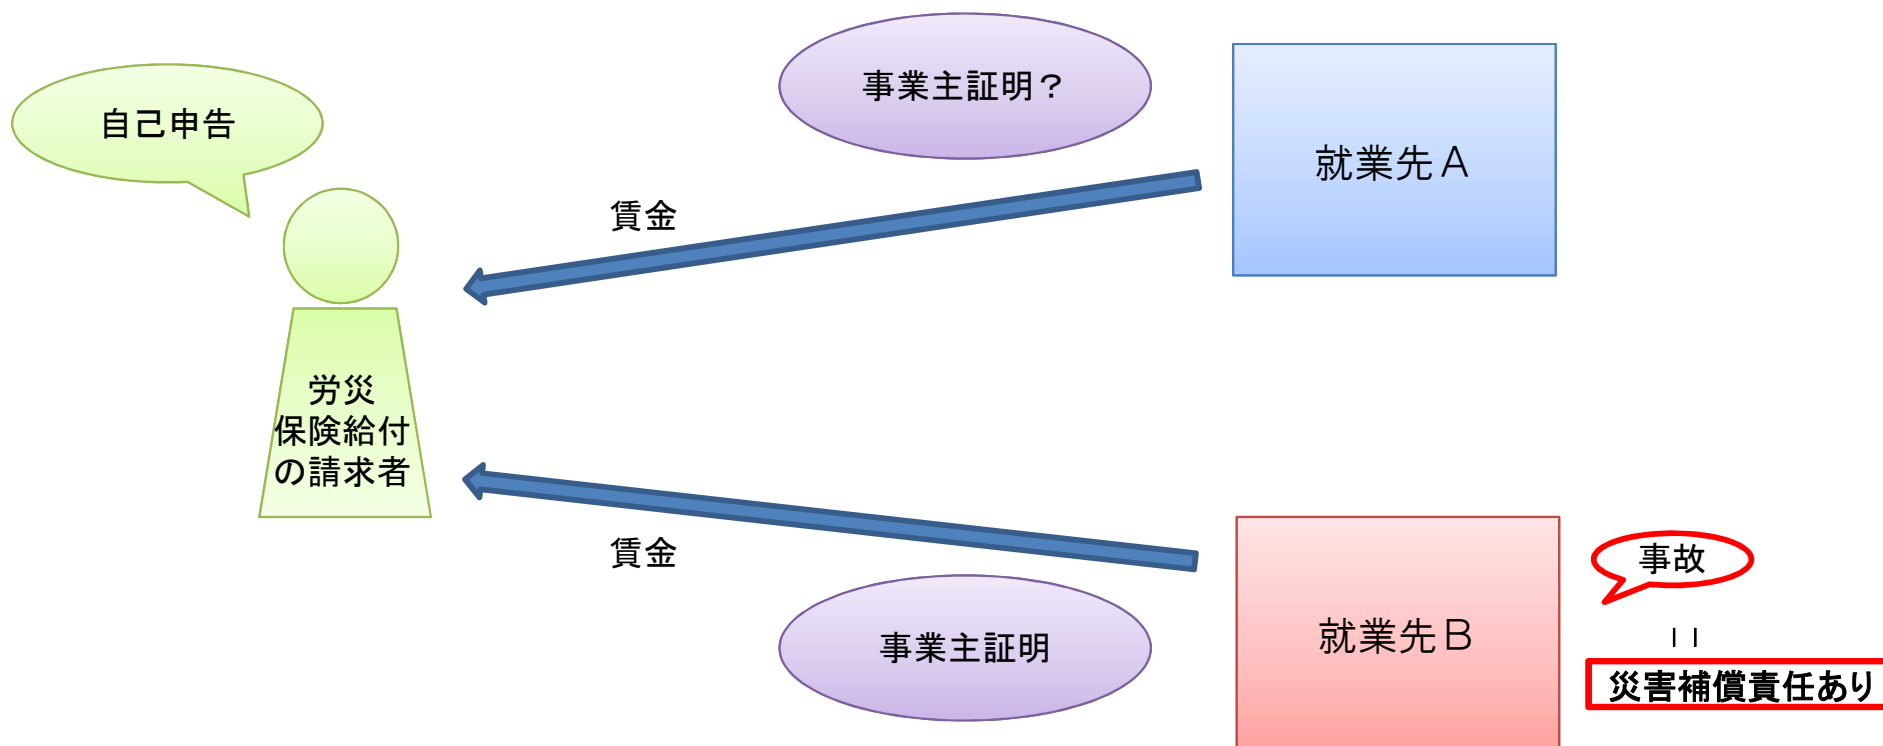 事業主証明？
自己申告
就業先Ａ
賃金
労災
保険給付
の請求者
賃金
事業主証明
就業先Ｂ
事故
＝
災害補償責任あり